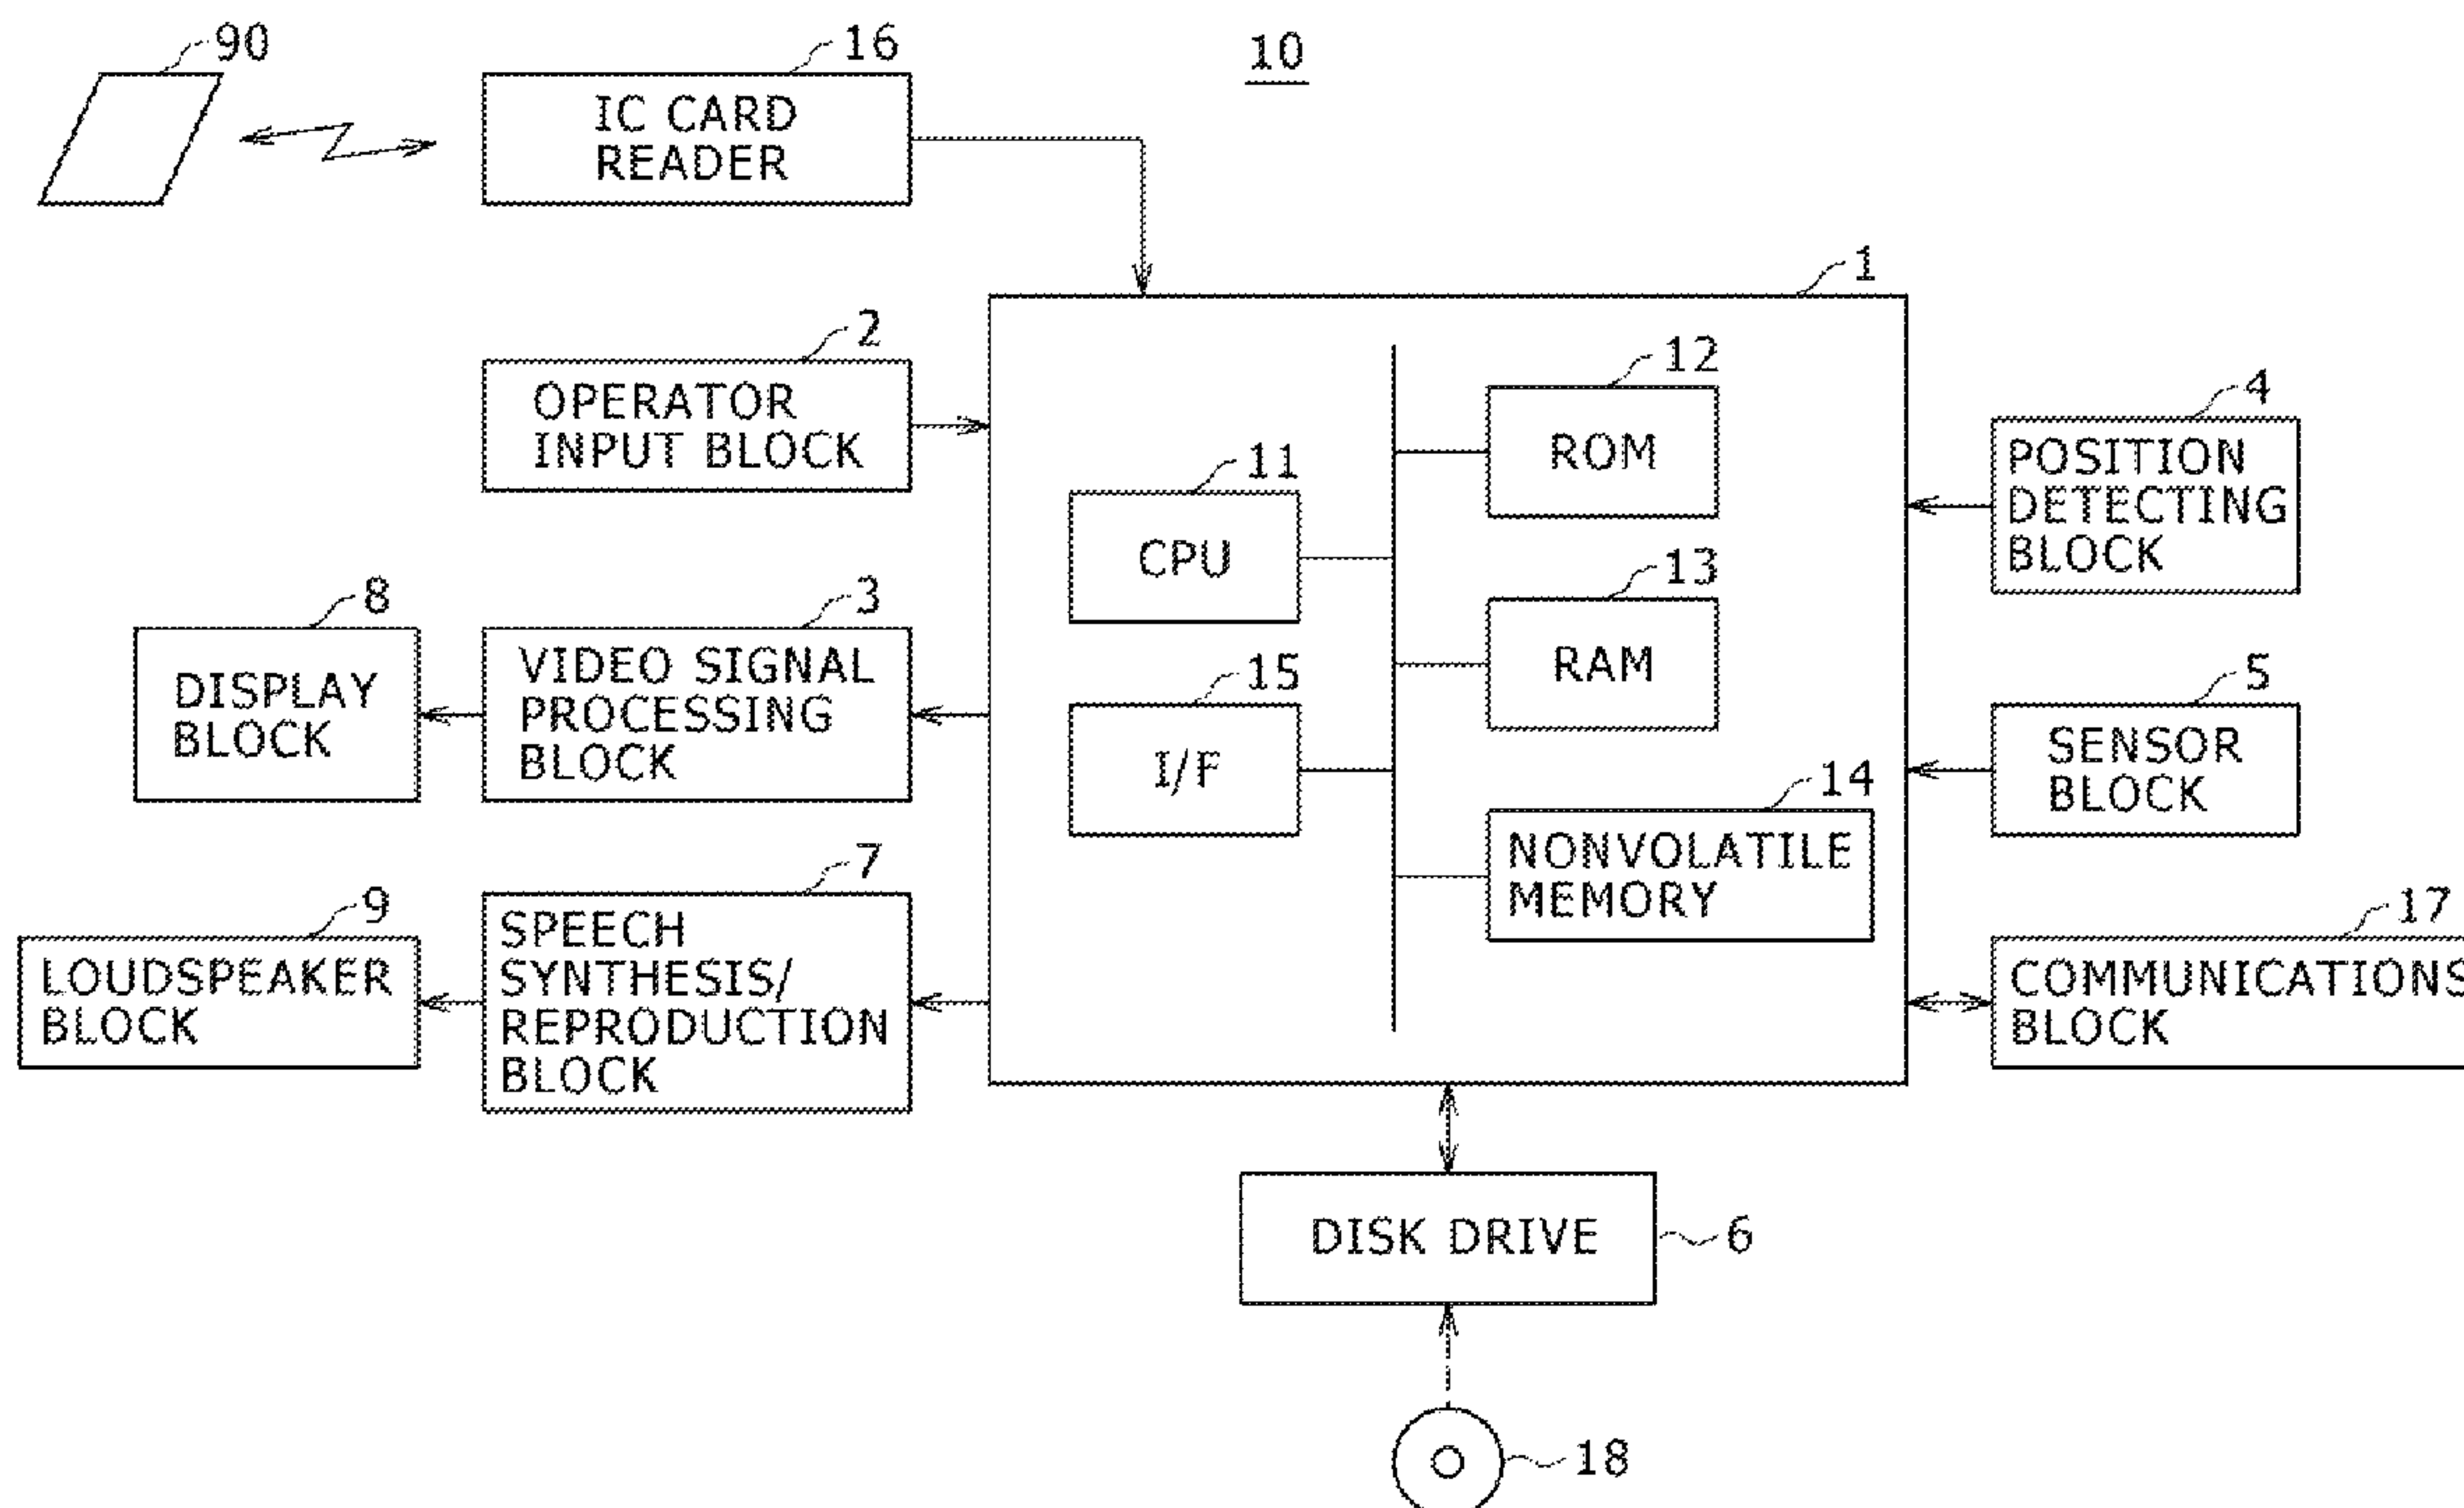 90
16
10
IC CARD
READER
1
2
OPERATOR
INPUT BLOCK
12
ROM
4
POSITION
DETECTING
BLOCK
11
CPU
13
RAM
8
DISPLAY
BLOCK
3
VIDEO SIGNAL
PROCESSING
BLOCK
15
I/F
5
SENSOR
BLOCK
14
NONVOLATILE
MEMORY
7
SPEECH
SYNTHESIS/
REPRODUCTION
BLOCK
9
LOUDSPEAKER
BLOCK
17
COMMUNICATIONS
BLOCK
DISK DRIVE
6
18